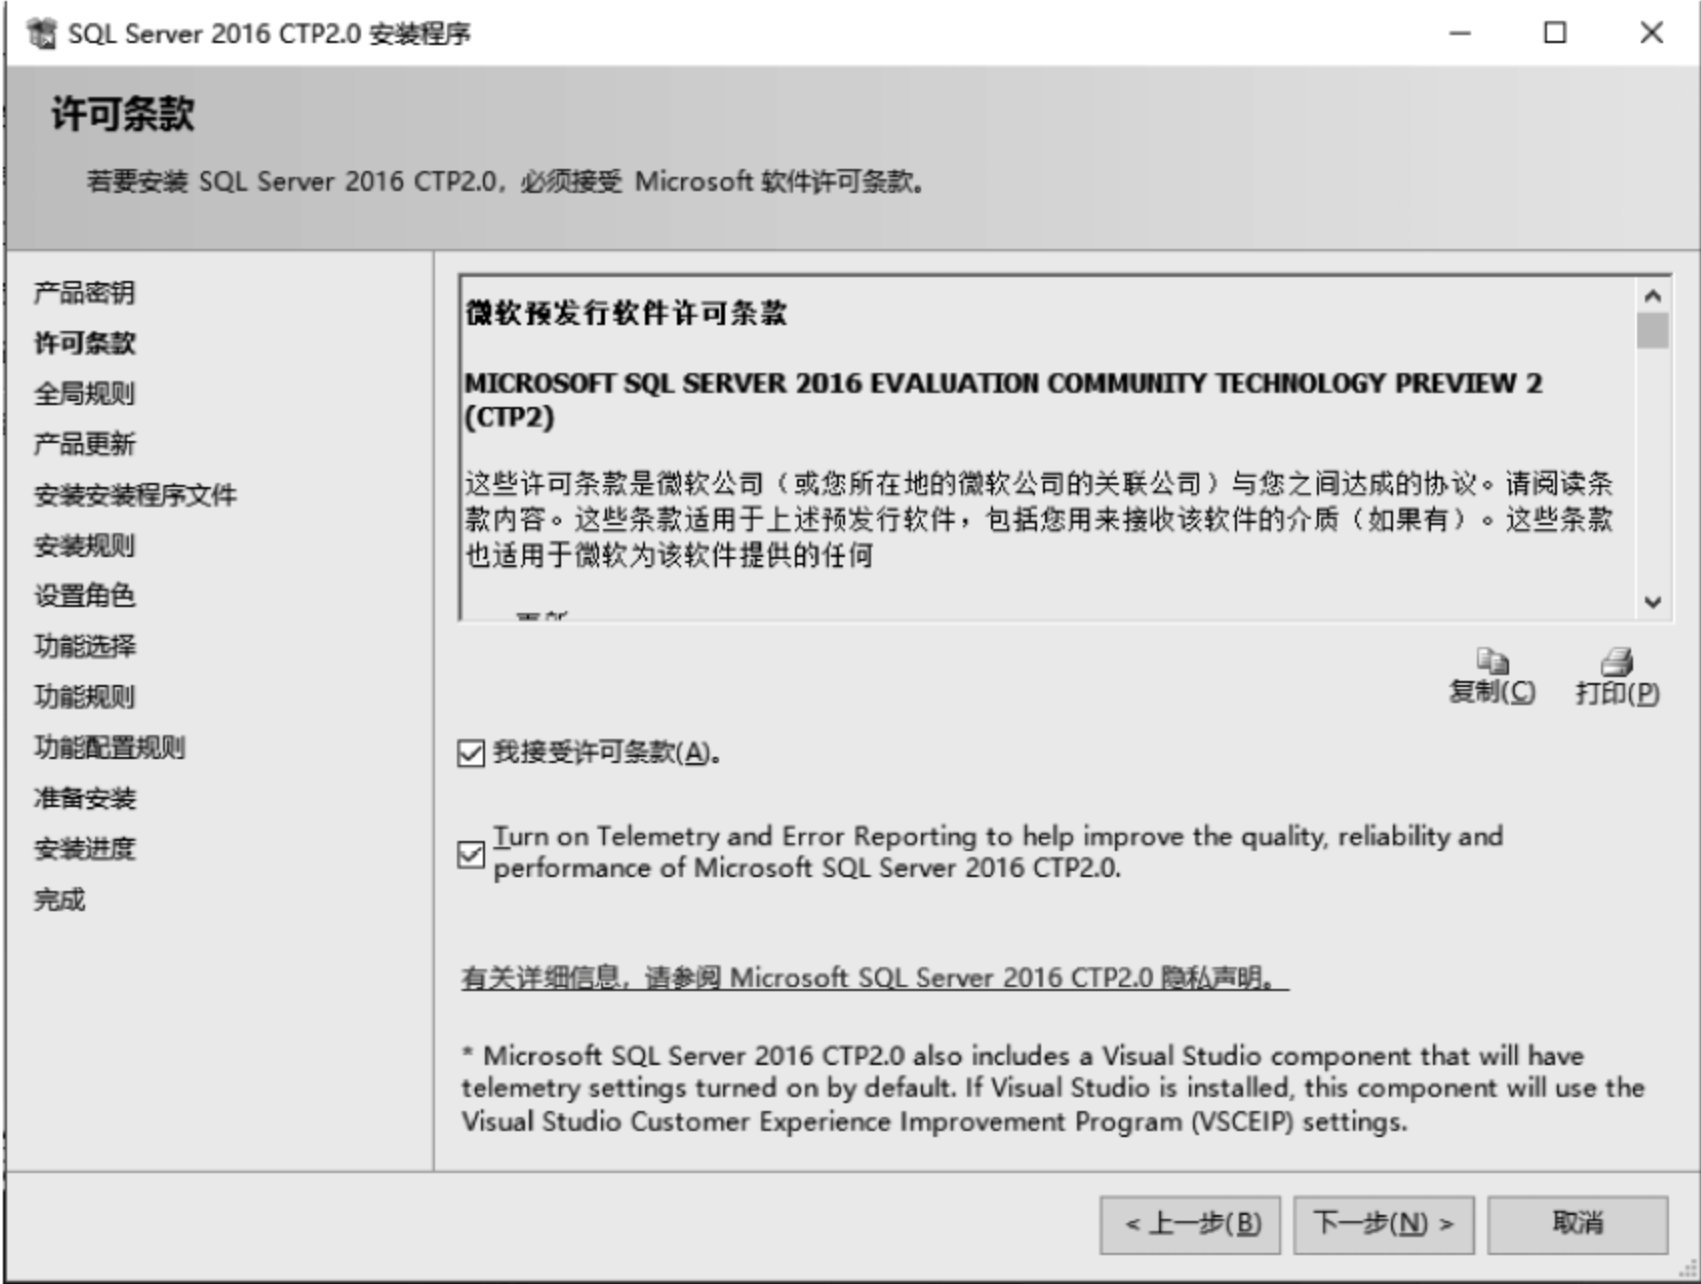 SQL Server 2016 CTP2.0 安装程序
许可条款
若要安装 SQL Server 2016 CTP2.0，必须接受 Microsoft 软件许可条款。
产品密钥
许可条款
全局规则
产品更新
安装安装程序文件
安装规则
设置角色
功能选择
功能规则
功能配置规则
准备安装
安装进度
完成
微软预发行软件许可条款
MICROSOFT SQL SERVER 2016 EVALUATION COMMUNITY TECHNOLOGY PREVIEW 2
(CTP2)
这些许可条款是微软公司（或您所在地的微软公司的关联公司）与您之间达成的协议。请阅读条
款内容。这些条款适用于上述预发行软件，包括您用来接收该软件的介质（如果有）。这些条款
也适用于微软为该软件提供的任何
复制(C)
打印(P)
我接受许可条款(A)。
Turn on Telemetry and Error Reporting to help improve the quality, reliability and
performance of Microsoft SQL Server 2016 CTP2.0.
有关详细信息，请参阅 Microsoft SQL Server 2016 CTP2.0 隐私声明。
* Microsoft SQL Server 2016 CTP2.0 also includes a Visual Studio component that will have
telemetry settings turned on by default. If Visual Studio is installed, this component will use the
Visual Studio Customer Experience Improvement Program (VSCEIP) settings.
< 上一步(B)
下一步(N) >
取消